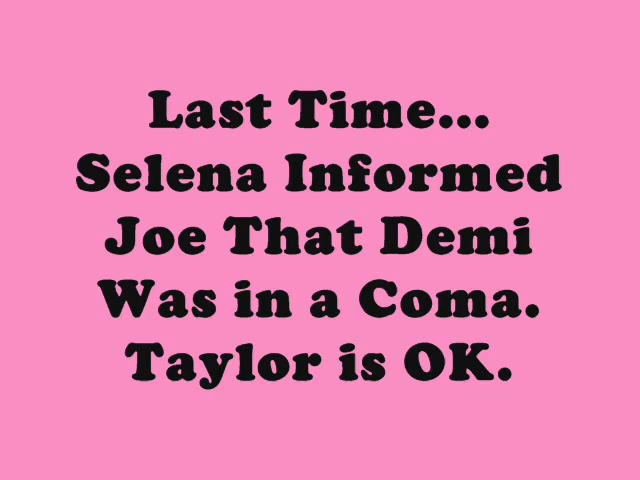 Last Time...
Selena Informed
Joe That Demi
Was in a Coma.
Taylor is OK.